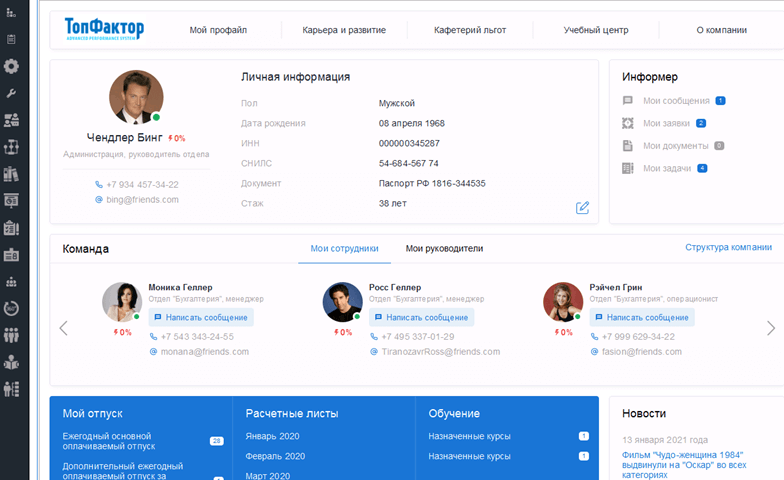 ТопФактор
ADVANCED PERFORMANCE SYSTEM
Мой профайл
Карьера и развитие
Кафетерий льгот
Учебный центр
О компании
Чендлер Бинг 0%
Администрация, руководитель отдела
+7 934 457-34-22
bing@friends.com
Личная информация
Пол Мужской
Дата рождения 08 апреля 1968
ИНН 000000345287
СНИЛС 54-684-567 74
Документ Паспорт РФ 1816-344535
Стаж 38 лет
Информер
Мои сообщения 1
Мои заявки 2
Мои документы 0
Мои задачи 4
Команда
Мои сотрудники
Мои руководители
Структура компании
Моника Геллер
Отдел "Бухгалтерия", менеджер
Написать сообщение
0%
+7 543 343-24-55
monana@friends.com
Росс Геллер
Отдел "Бухгалтерия", менеджер
Написать сообщение
0%
+7 495 337-01-29
TiranozavrRoss@friends.com
Рэйчел Грин
Отдел "Бухгалтерия", операционист
Написать сообщение
0%
+7 999 629-34-22
fasion@friends.com
Мой отпуск
Ежегодный основной
оплачиваемый отпуск 28
Дополнительный ежегодный
оплачиваемый отпуск за
Расчетные листы
Январь 2020
Февраль 2020
Март 2020
Обучение
Назначенные курсы 1
Назначенные курсы 1
Новости
13 января 2021 года
Фильм "Чудо-женщина 1984"
выдвинули на "Оскар" во всех
категориях